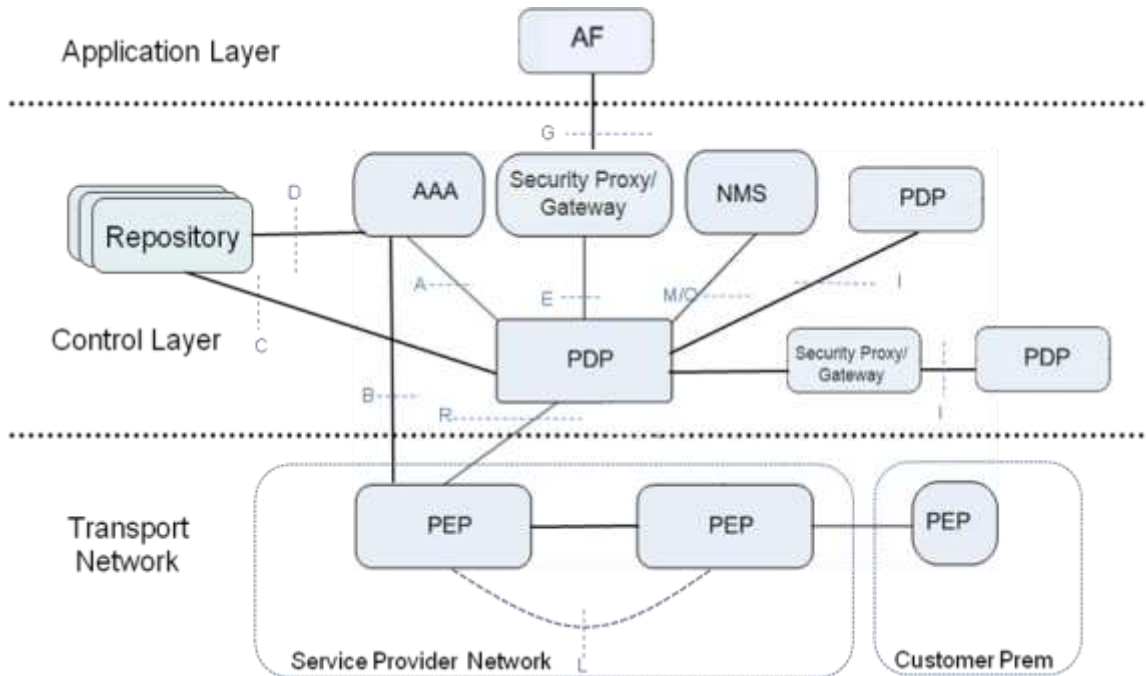 AF
Application Layer
G
AAA
Security Proxy/
Gateway
NMS
PDP
D
Repository
A
E
M/O
I
C
Control Layer
PDP
Security Proxy/
Gateway
PDP
B
R
I
PEP
PEP
PEP
Transport
Network
Service Provider Network
L
Customer Prem